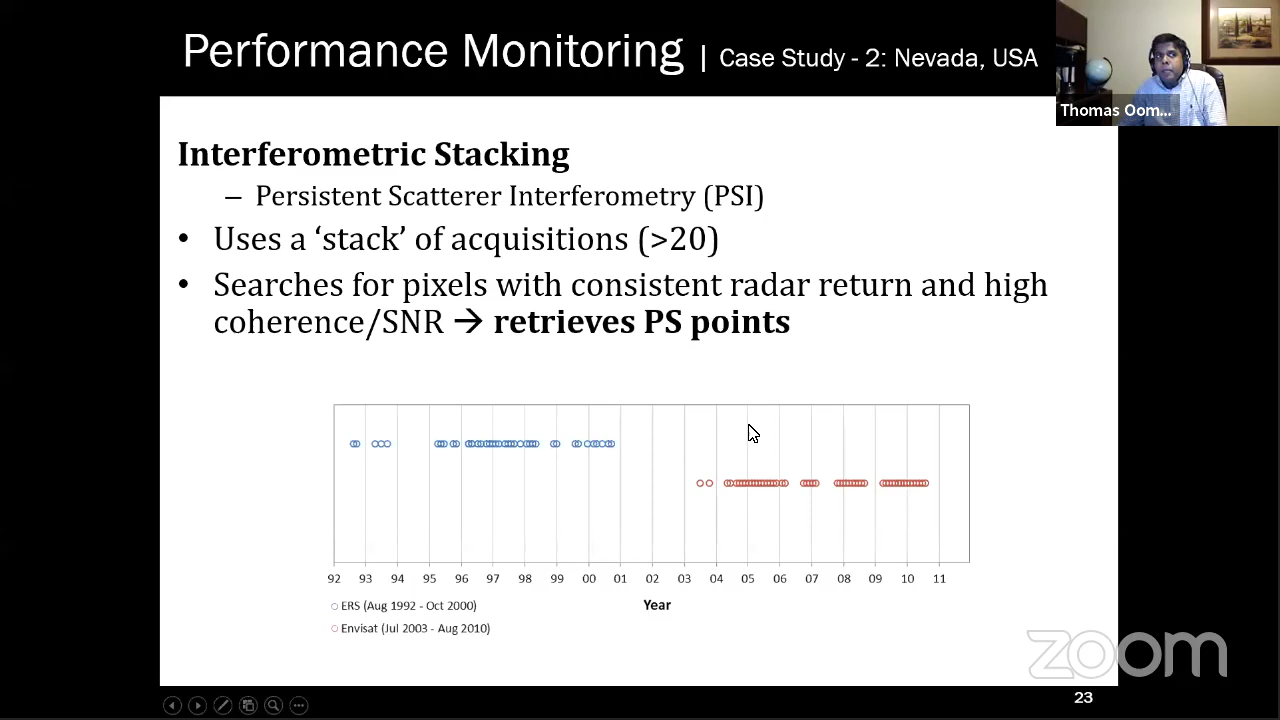 Performance Monitoring | Case Study - 2: Nevada, USA
Thomas Oom...
Interferometric Stacking
– Persistent Scatterer Interferometry (PSI)
• Uses a ‘stack’ of acquisitions (>20)
• Searches for pixels with consistent radar return and high
coherence/SNR → retrieves PS points
92 93 94 95 96 97 98 99 00 01 02 03 04 05 06 07 08 09 10 11
Year
ERS (Aug 1992 - Oct 2000)
Envisat (Jul 2003 - Aug 2010)
zoom
23